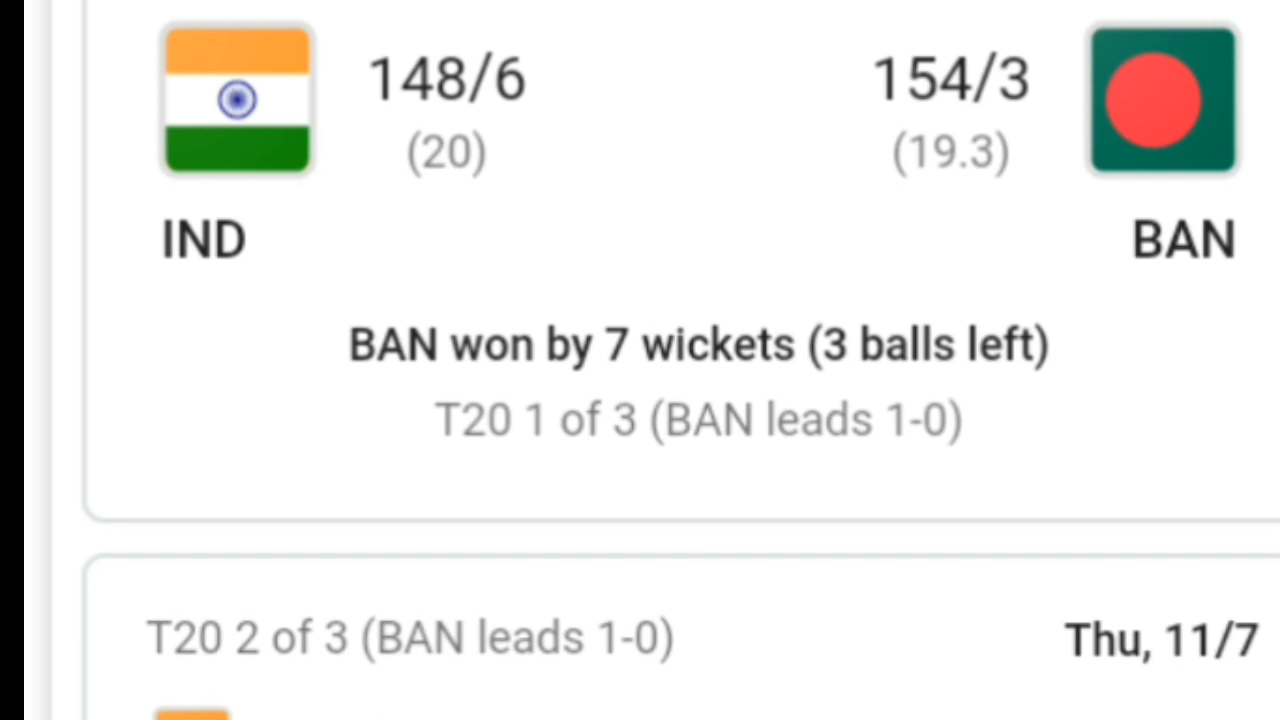 148/6 154/3
(20) (19.3)
IND BAN
BAN won by 7 wickets (3 balls left)
T20 1 of 3 (BAN leads 1-0)
T20 2 of 3 (BAN leads 1-0) Thu, 11/7